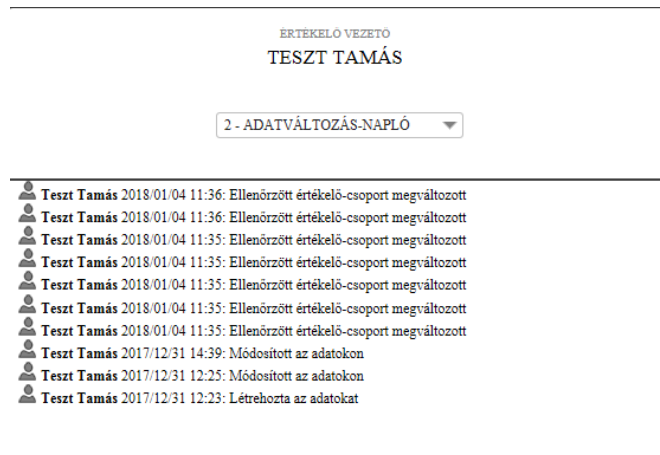 ÉRTÉKELŐ VEZETŐ
TESZT TAMÁS
2 - ADATVÁLTOZÁS-NAPLÓ
Teszt Tamás 2018/01/04 11:36: Ellenőrzött értékelő-csoport megváltozott
Teszt Tamás 2018/01/04 11:36: Ellenőrzött értékelő-csoport megváltozott
Teszt Tamás 2018/01/04 11:35: Ellenőrzött értékelő-csoport megváltozott
Teszt Tamás 2018/01/04 11:35: Ellenőrzött értékelő-csoport megváltozott
Teszt Tamás 2018/01/04 11:35: Ellenőrzött értékelő-csoport megváltozott
Teszt Tamás 2018/01/04 11:35: Ellenőrzött értékelő-csoport megváltozott
Teszt Tamás 2018/01/04 11:35: Ellenőrzött értékelő-csoport megváltozott
Teszt Tamás 2017/12/31 14:39: Módosított az adatokon
Teszt Tamás 2017/12/31 12:25: Módosított az adatokon
Teszt Tamás 2017/12/31 12:23: Létrehozta az adatokat